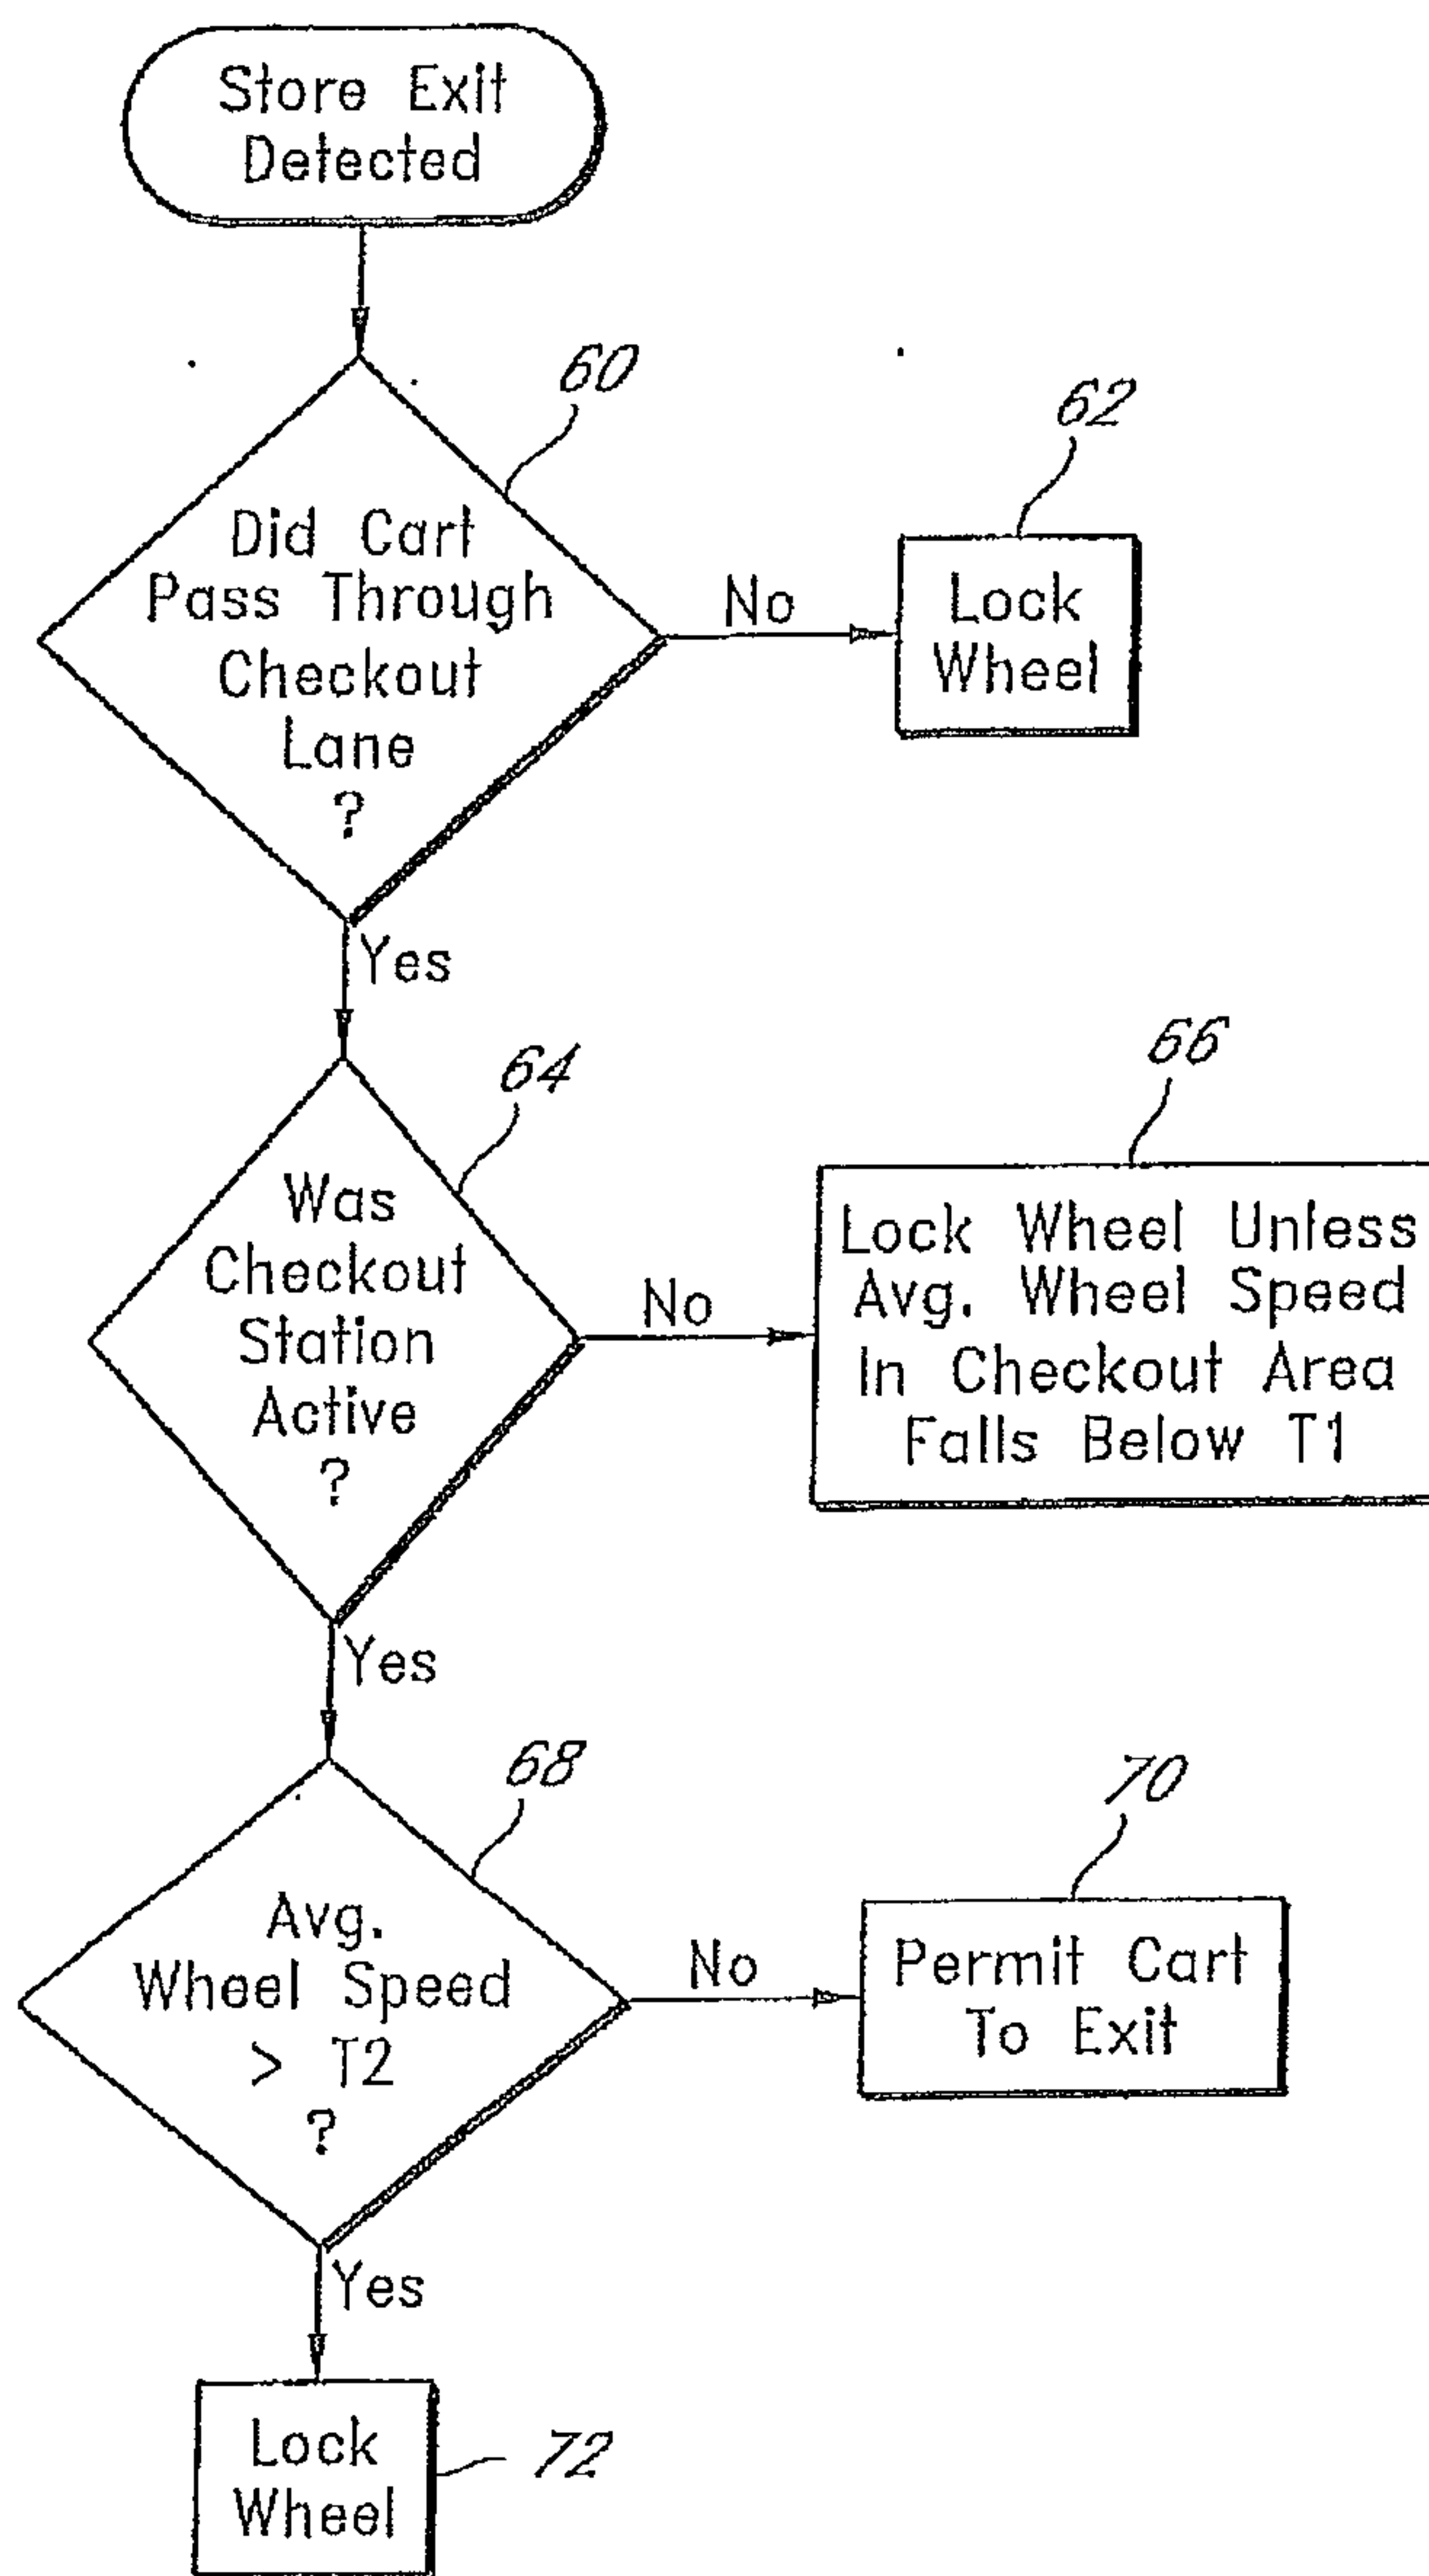 Store Exit
Detected
60
Did Cart
Pass Through
Checkout
Lane
?
No
62
Lock
Wheel
Yes
64
Was
Checkout
Station
Active
?
No
66
Lock Wheel Unless
Avg. Wheel Speed
In Checkout Area
Falls Below T1
Yes
68
Avg.
Wheel Speed
> T2
?
No
70
Permit Cart
To Exit
Yes
Lock
Wheel
72